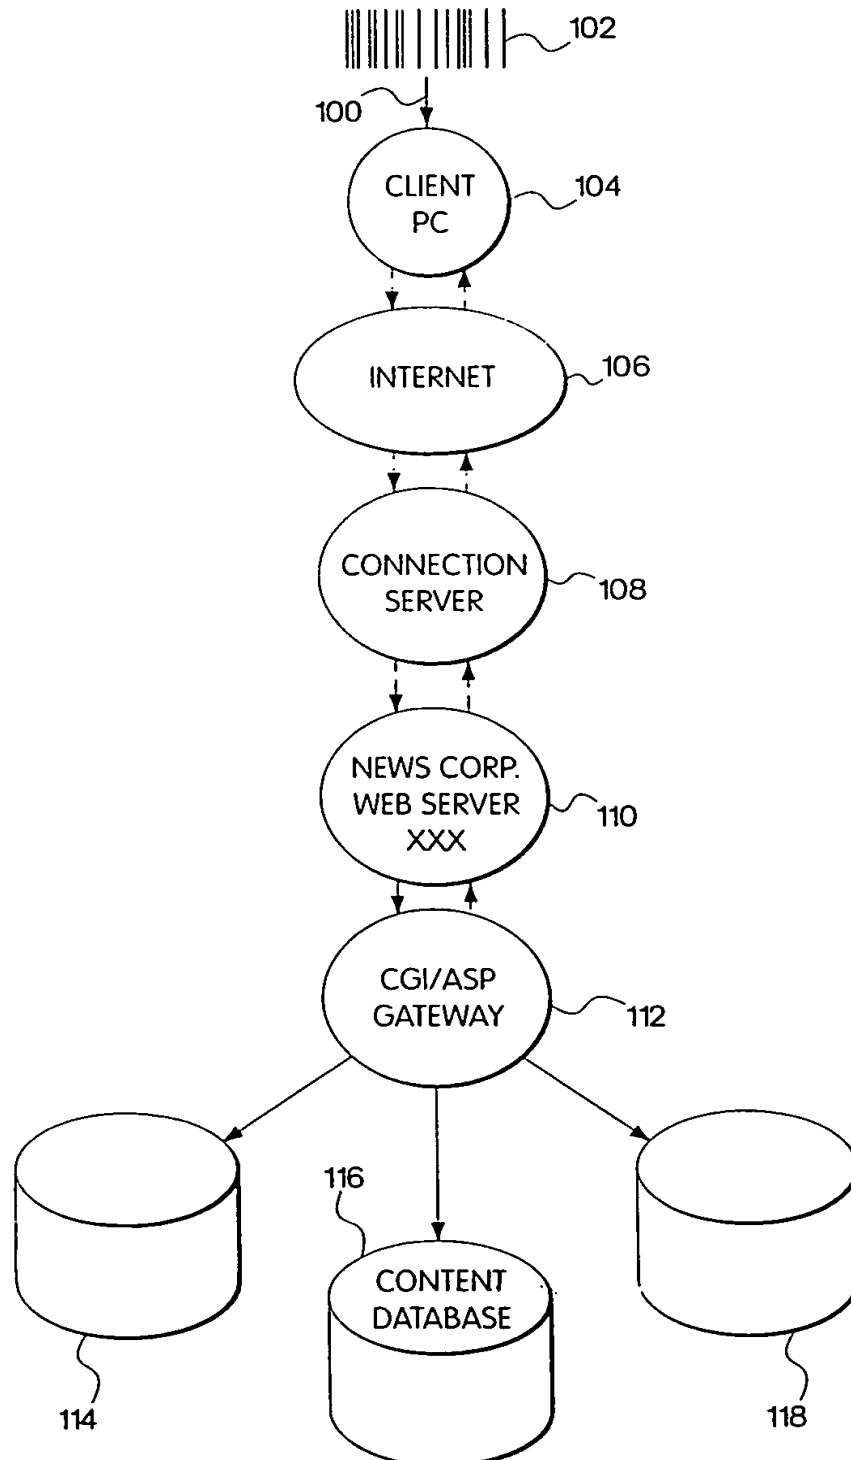 102
100
CLIENT
PC
104
INTERNET
106
CONNECTION
SERVER
108
NEWS CORP.
WEB SERVER
XXX
110
CGI/ASP
GATEWAY
112
116
CONTENT
DATABASE
114
118